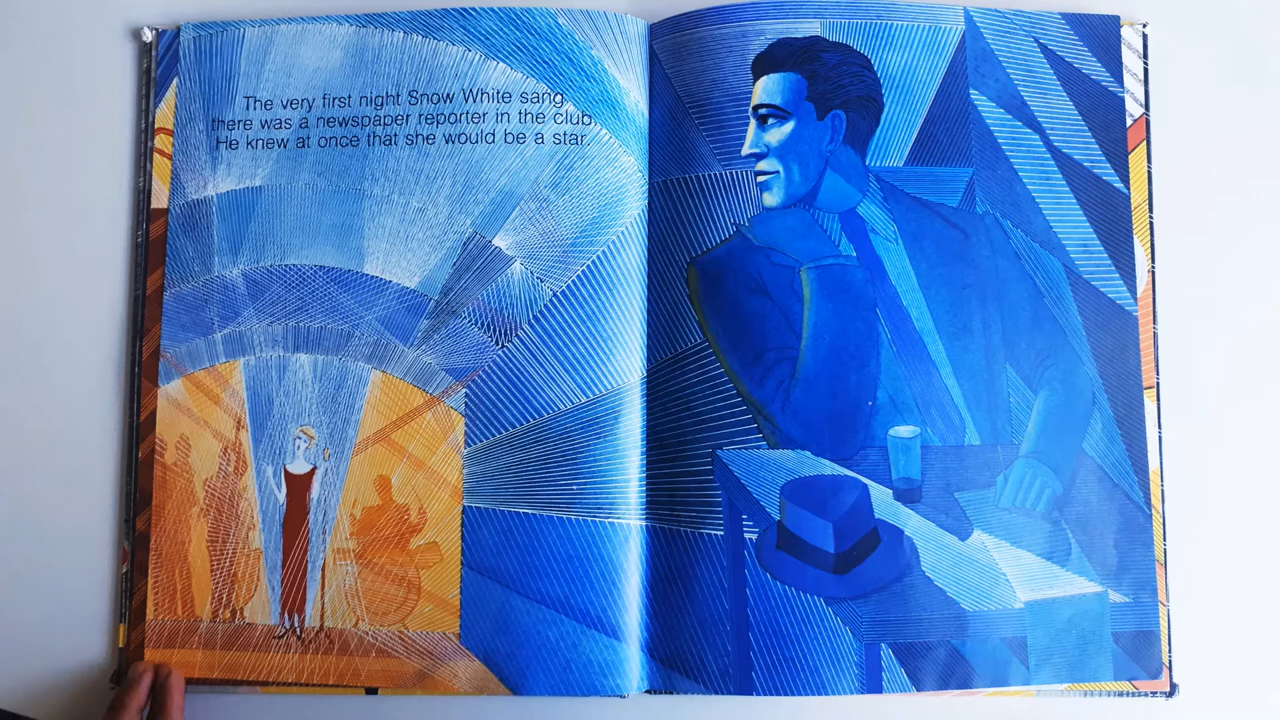 The very first night Snow White sang,
there was a newspaper reporter in the club.
He knew at once that she would be a star.